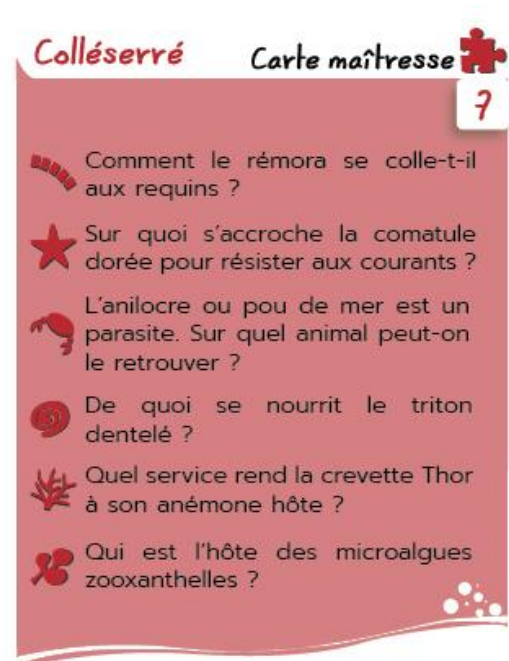 Colléserré
Carte maîtresse
7
Comment le rémora se colle-t-il
aux requins ?
Sur quoi s'accroche la comatule
dorée pour résister aux courants ?
L'anilocre ou pou de mer est un
parasite. Sur quel animal peut-on
le retrouver ?
De quoi se nourrit le triton
dentelé ?
Quel service rend la crevette Thor
à son anémone hôte ?
Qui est l'hôte des microalgues
zooxanthelles ?